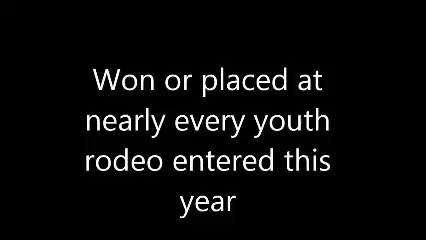 Won or placed at
nearly every youth
rodeo entered this
year